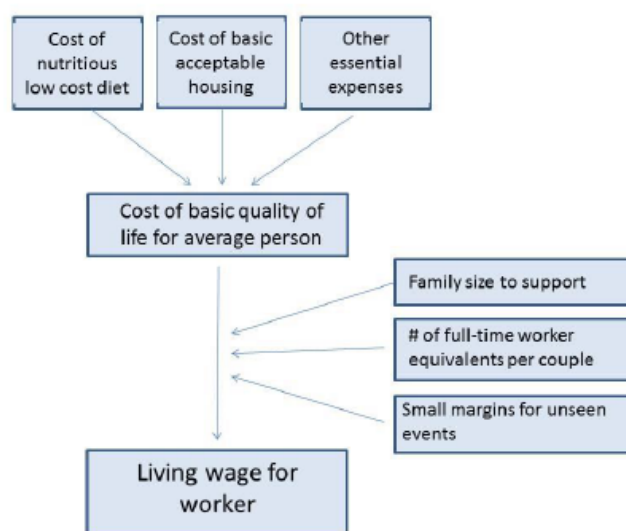 Cost of
nutritious
low cost diet
Cost of basic
acceptable
housing
Other
essential
expenses
Cost of basic quality of
life for average person
Family size to support
# of full-time worker
equivalents per couple
Small margins for unseen
events
Living wage for
worker